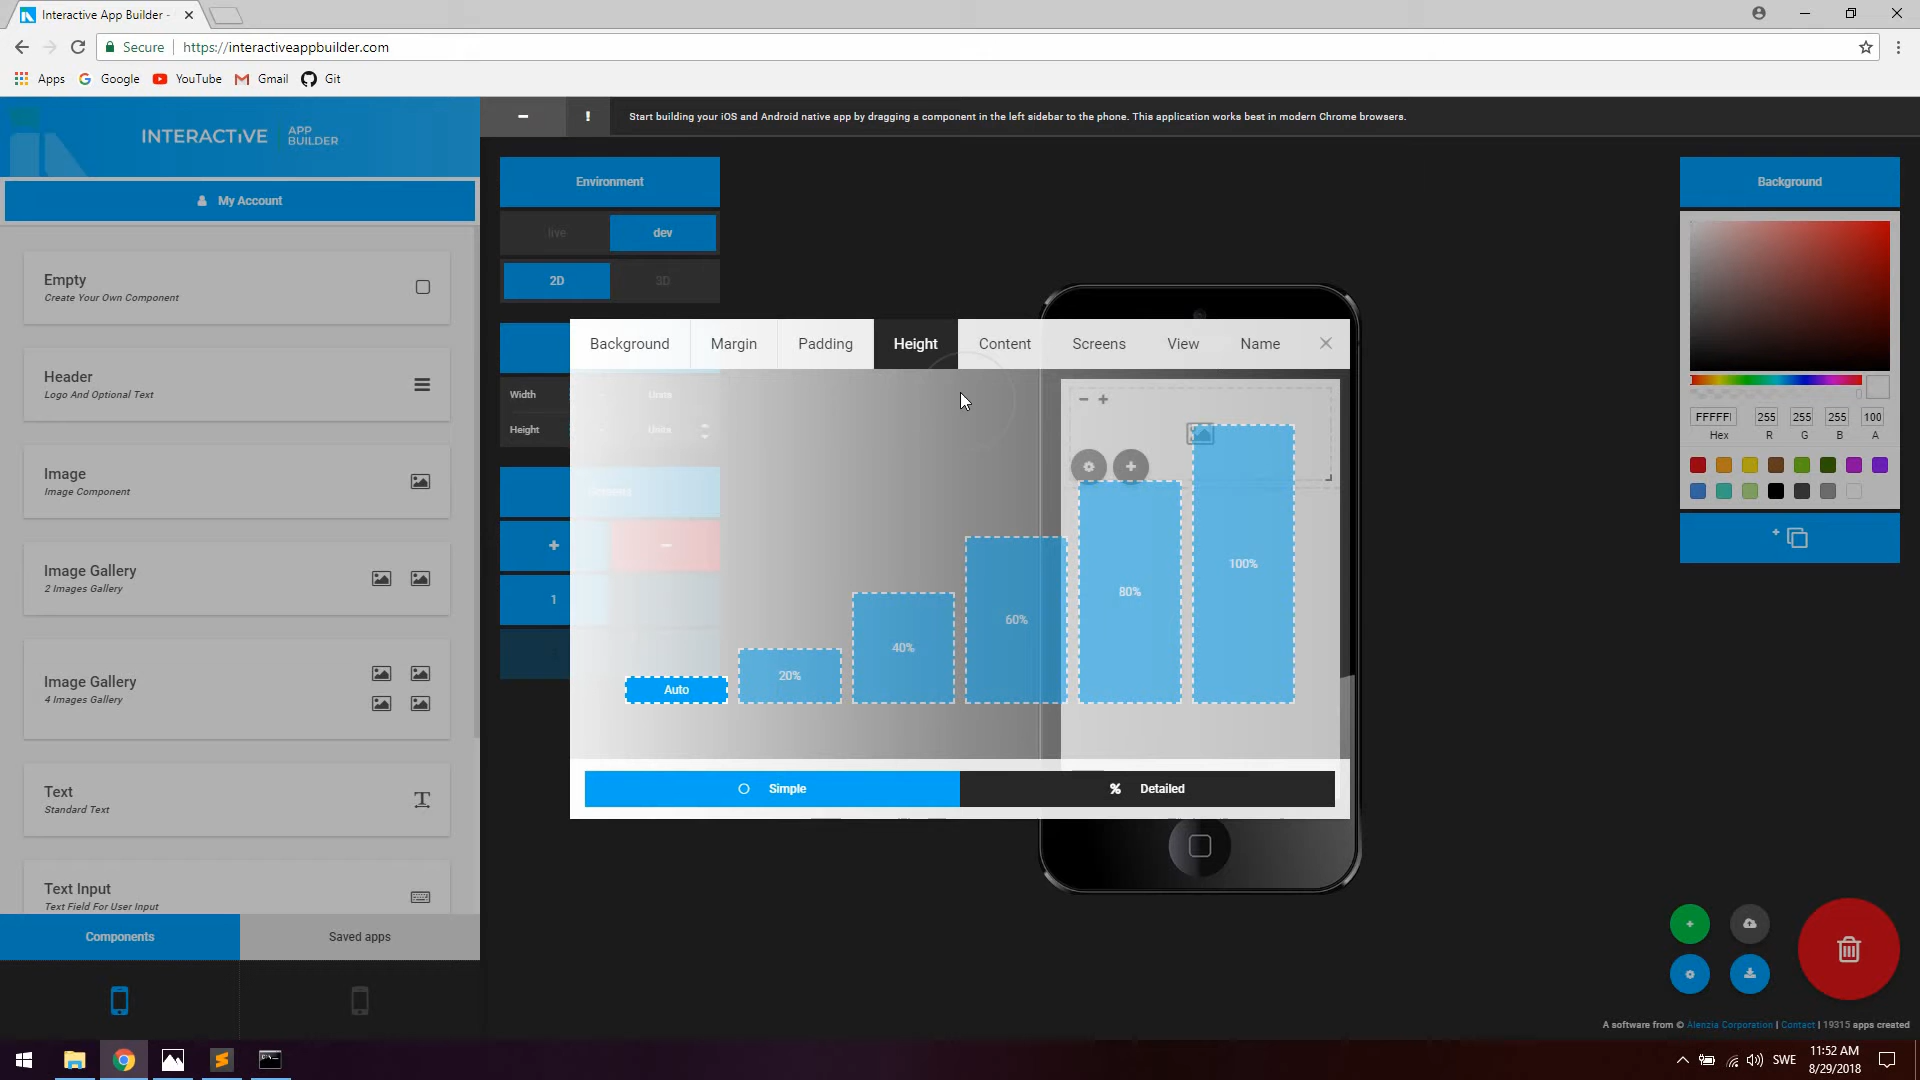 Interactive App Builder -
Secure
https://interactiveappbuilder.com
Apps
Google
YouTube
Gmail
Git
INTERACTIVE
APP
BUILDER
My Account
!
Start building your iOS and Android native app by dragging a component in the left sidebar to the phone. This application works best in modern Chrome browsers.
Environment
live
dev
2D
3D
Empty
Create Your Own Component
Header
Logo And Optional Text
Image
Image Component
Image Gallery
2 Images Gallery
Image Gallery
4 Images Gallery
Text
Standard Text
Text Input
Text Field For User Input
Components
Saved apps
Background
Margin
Padding
Height
Content
Screens
View
Name
Width
Units
Height
Units
Screens
+
−
1
Auto
20%
40%
60%
80%
100%
Simple
% Detailed
Background
FFFFFF
255
255
255
100
Hex
R
G
B
A
A software from © Alenzia Corporation | Contact | 19315 apps created
SWE
11:52 AM
8/29/2018